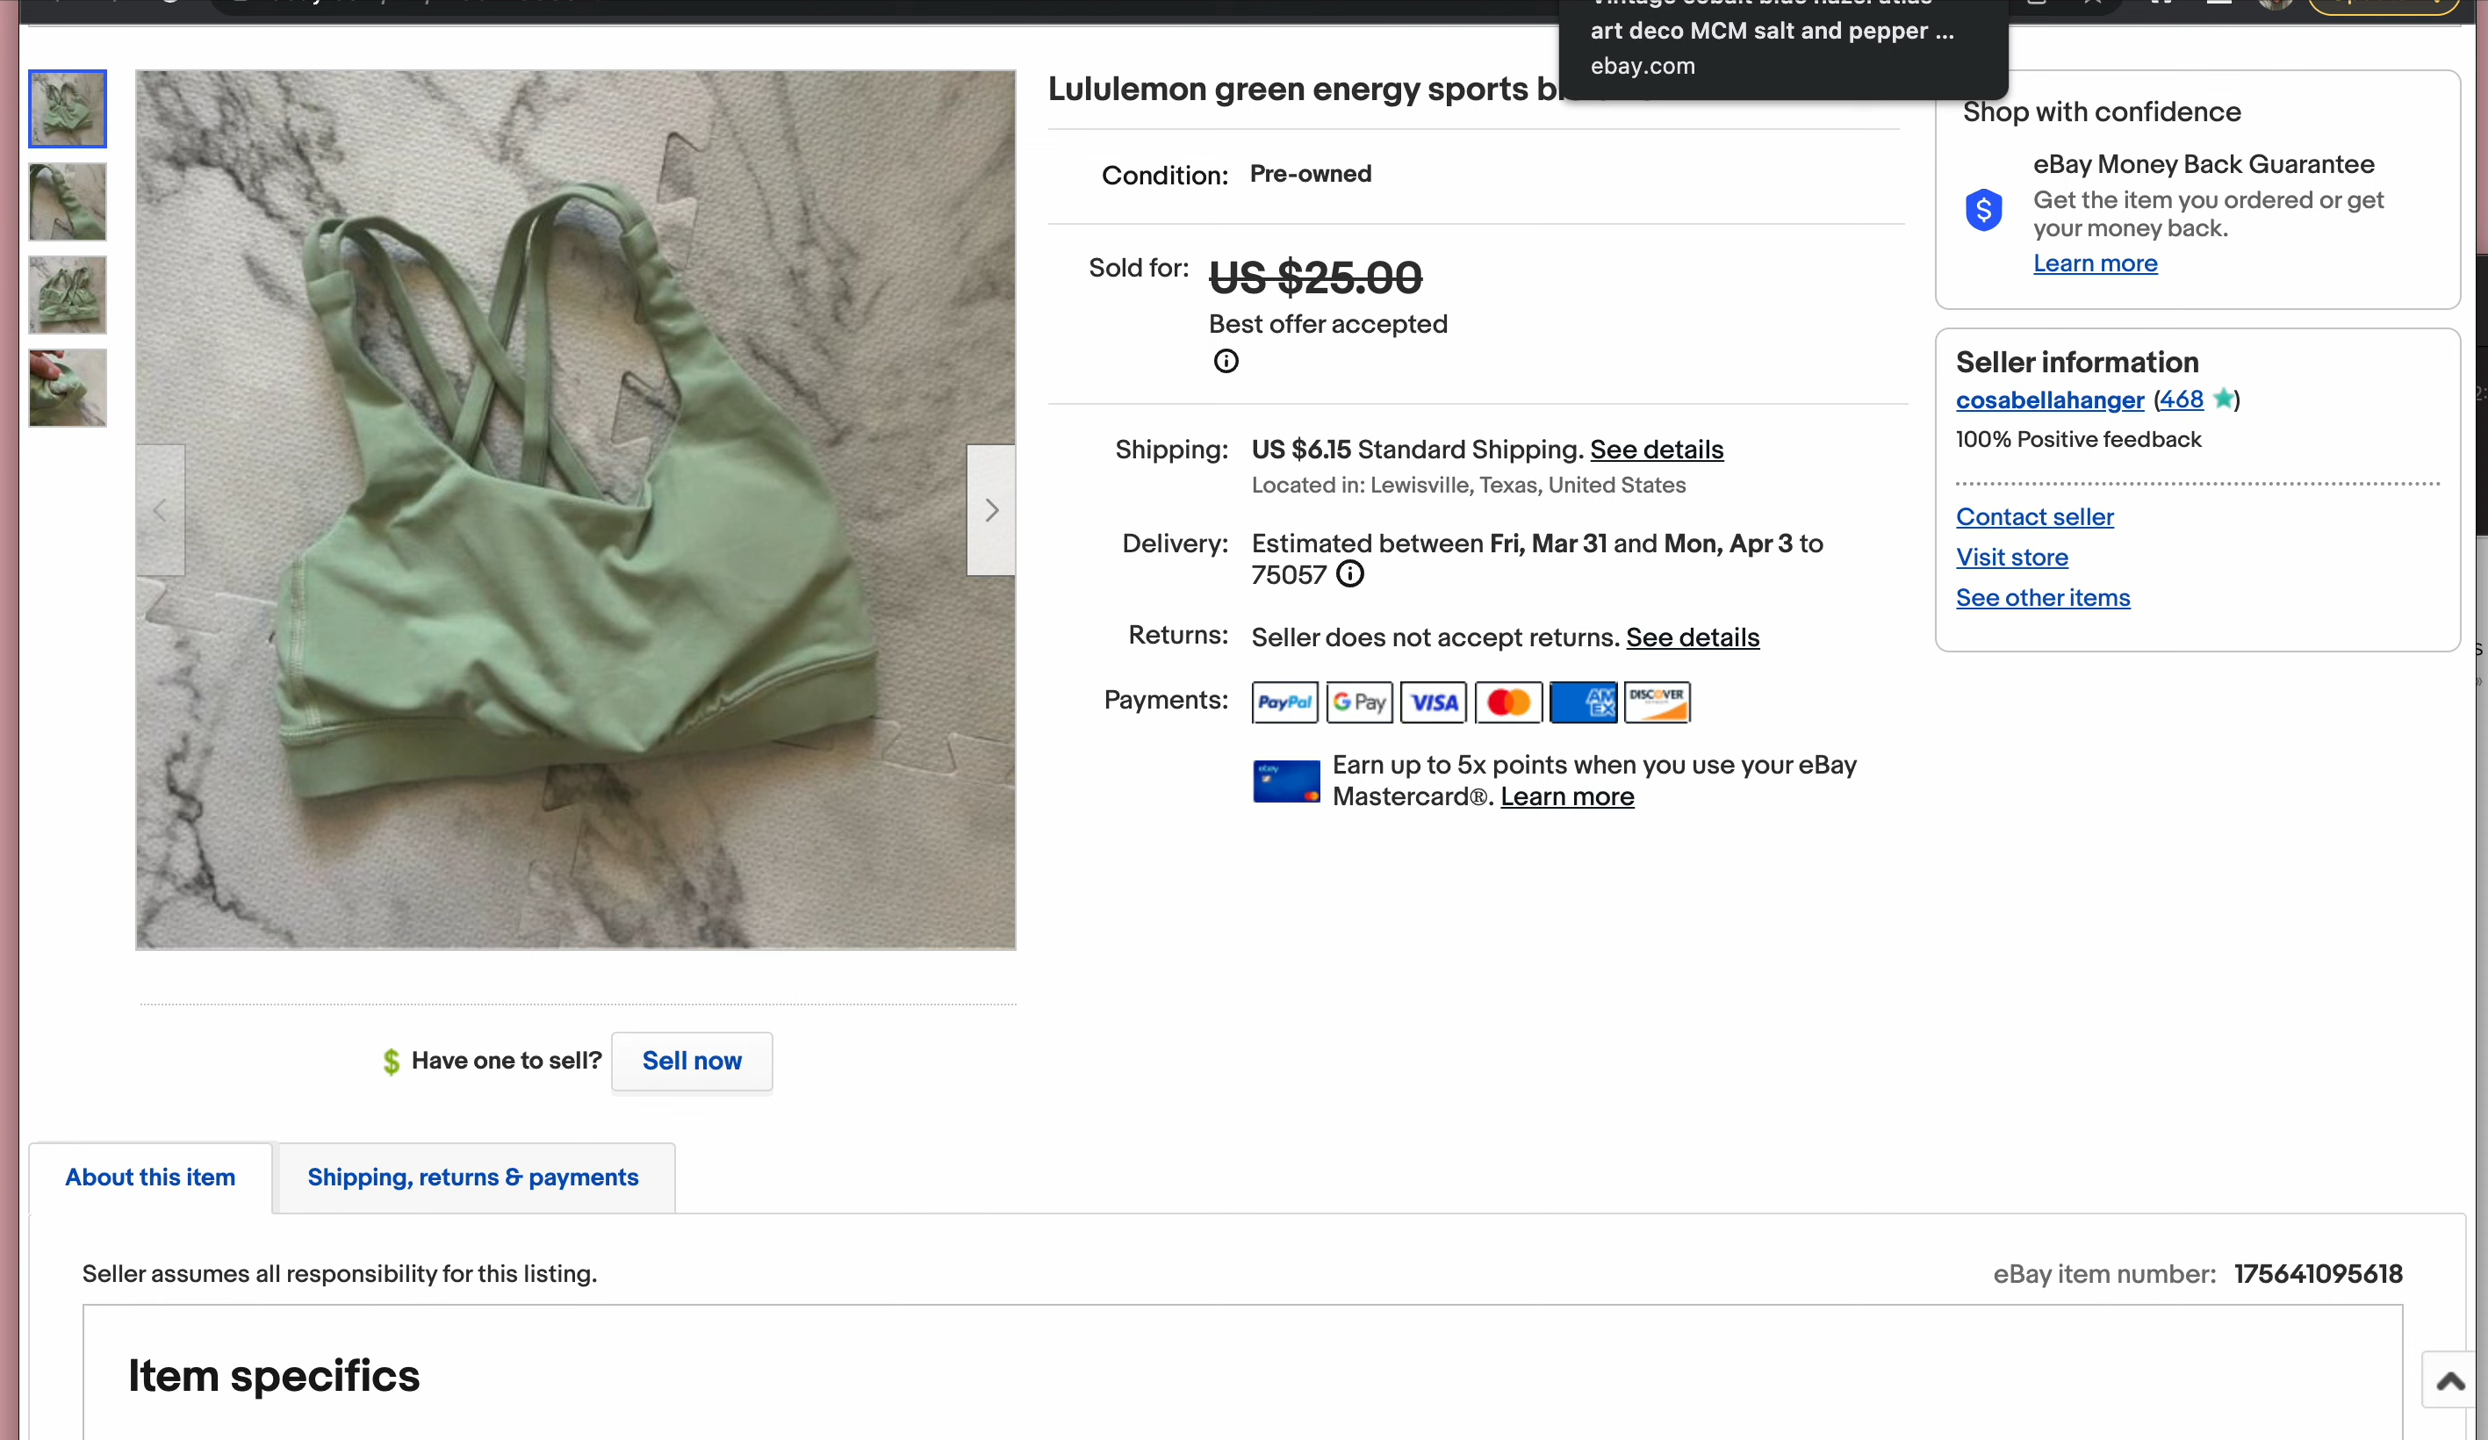 art deco MCM salt and pepper ...
ebay.com
Lululemon green energy sports
Condition: Pre-owned
Sold for: US $25.00
Best offer accepted
Shipping: US $6.15 Standard Shipping. See details
Located in: Lewisville, Texas, United States
Delivery: Estimated between Fri, Mar 31 and Mon, Apr 3 to
75057
Returns: Seller does not accept returns. See details
Payments: PayPal G Pay VISA AM EX DISCOVER
ebay
Earn up to 5x points when you use your eBay
Mastercard®. Learn more
Shop with confidence
eBay Money Back Guarantee
$
Get the item you ordered or get
your money back.
Learn more
Seller information
cosabellahanger (468)
100% Positive feedback
Contact seller
Visit store
See other items
$ Have one to sell? Sell now
About this item
Shipping, returns & payments
Seller assumes all responsibility for this listing.
eBay item number: 175641095618
Item specifics